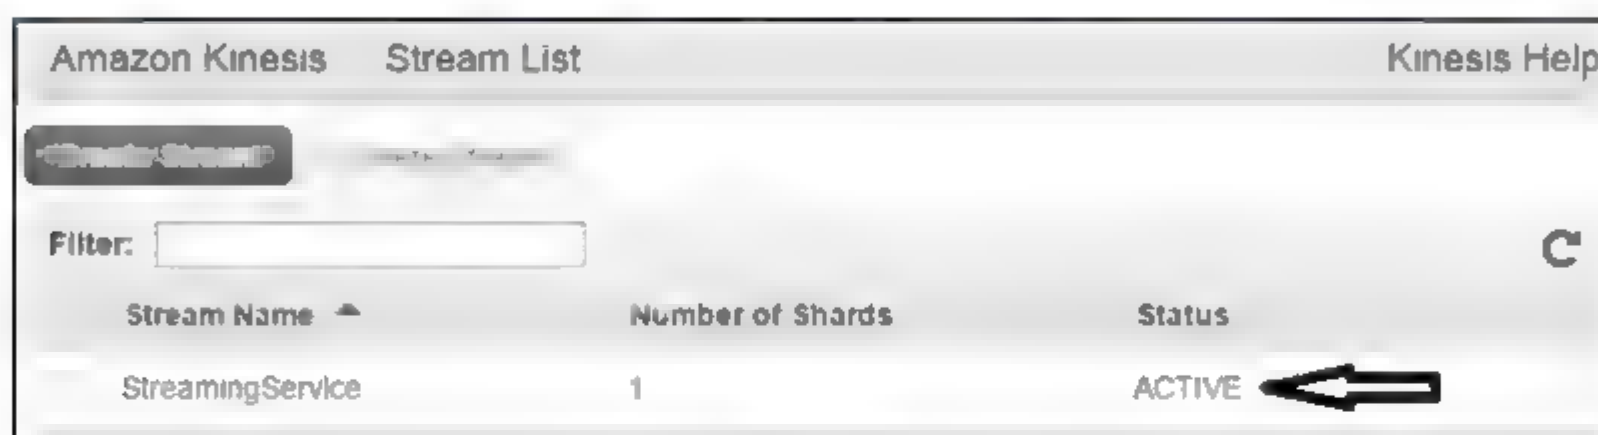 Amazon Kinesis Stream List Kinesis Help
Filter:
Stream Name Number of Shards Status
StreamingService 1 ACTIVE